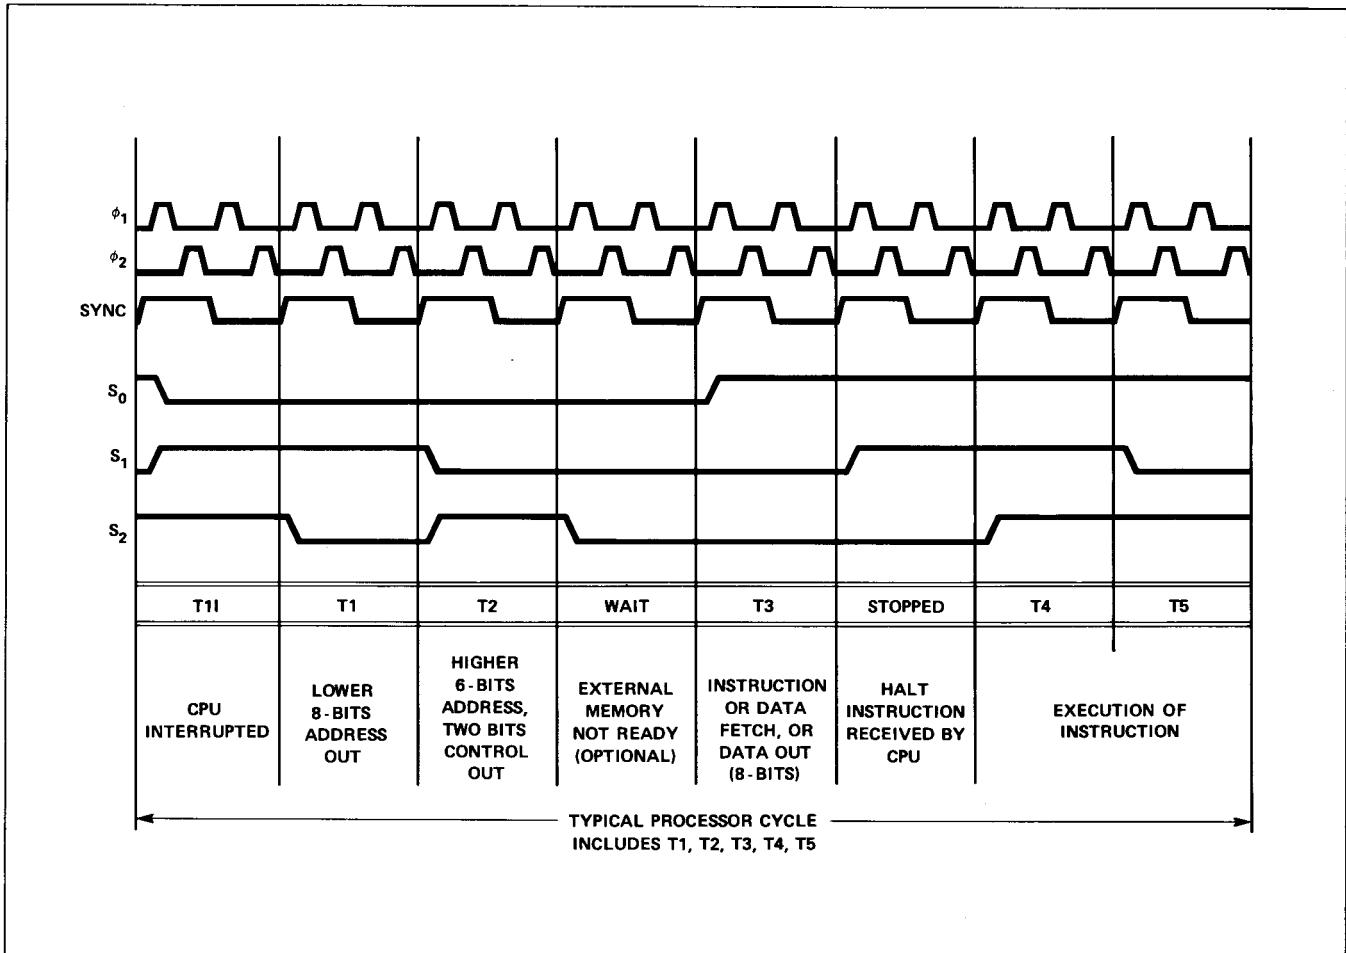 φ1
φ2
SYNC
S0
S1
S2
T1I T1 T2 WAIT T3 STOPPED T4 T5
CPU
INTERRUPTED
LOWER
8-BITS
ADDRESS
OUT
HIGHER
6-BITS
ADDRESS,
TWO BITS
CONTROL
OUT
EXTERNAL
MEMORY
NOT READY
(OPTIONAL)
INSTRUCTION
OR DATA
FETCH, OR
DATA OUT
(8-BITS)
HALT
INSTRUCTION
RECEIVED BY
CPU
EXECUTION OF
INSTRUCTION
TYPICAL PROCESSOR CYCLE
INCLUDES T1, T2, T3, T4, T5